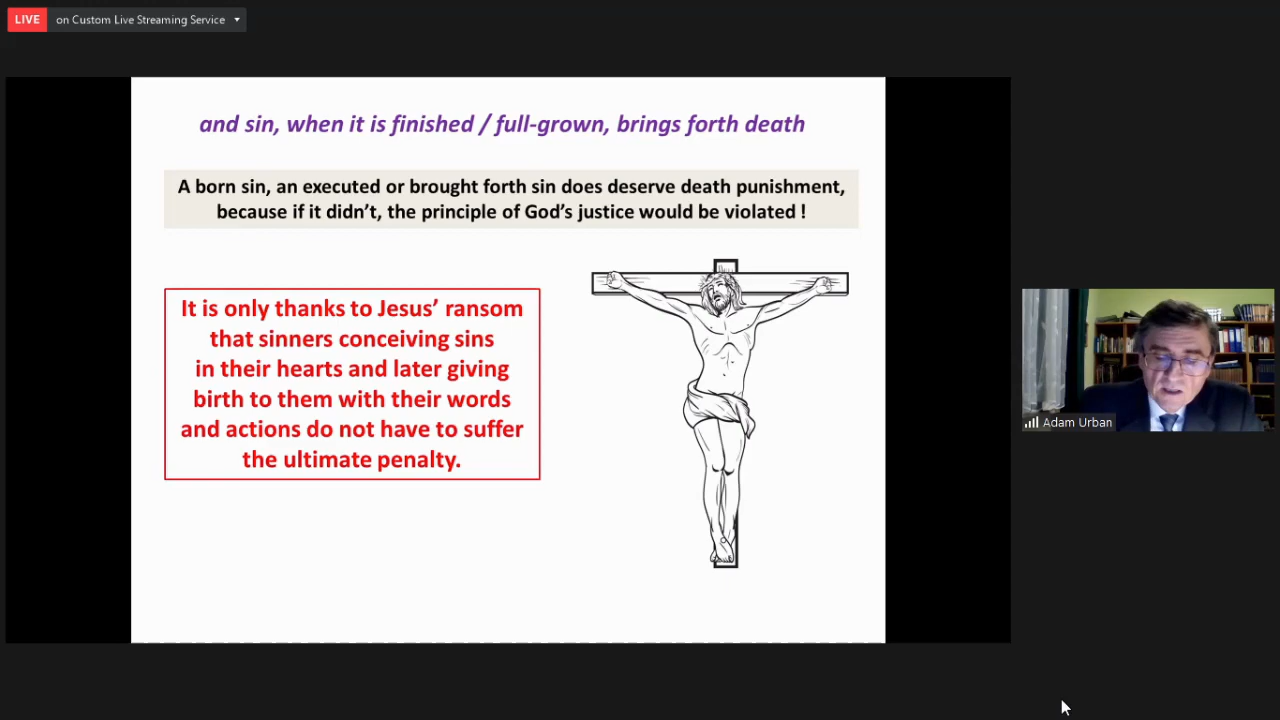 LIVE on Custom Live Streaming Service
and sin, when it is finished / full-grown, brings forth death
A born sin, an executed or brought forth sin does deserve death punishment,
because if it didn’t, the principle of God’s justice would be violated !
It is only thanks to Jesus’ ransom
that sinners conceiving sins
in their hearts and later giving
birth to them with their words
and actions do not have to suffer
the ultimate penalty.
Adam Urban